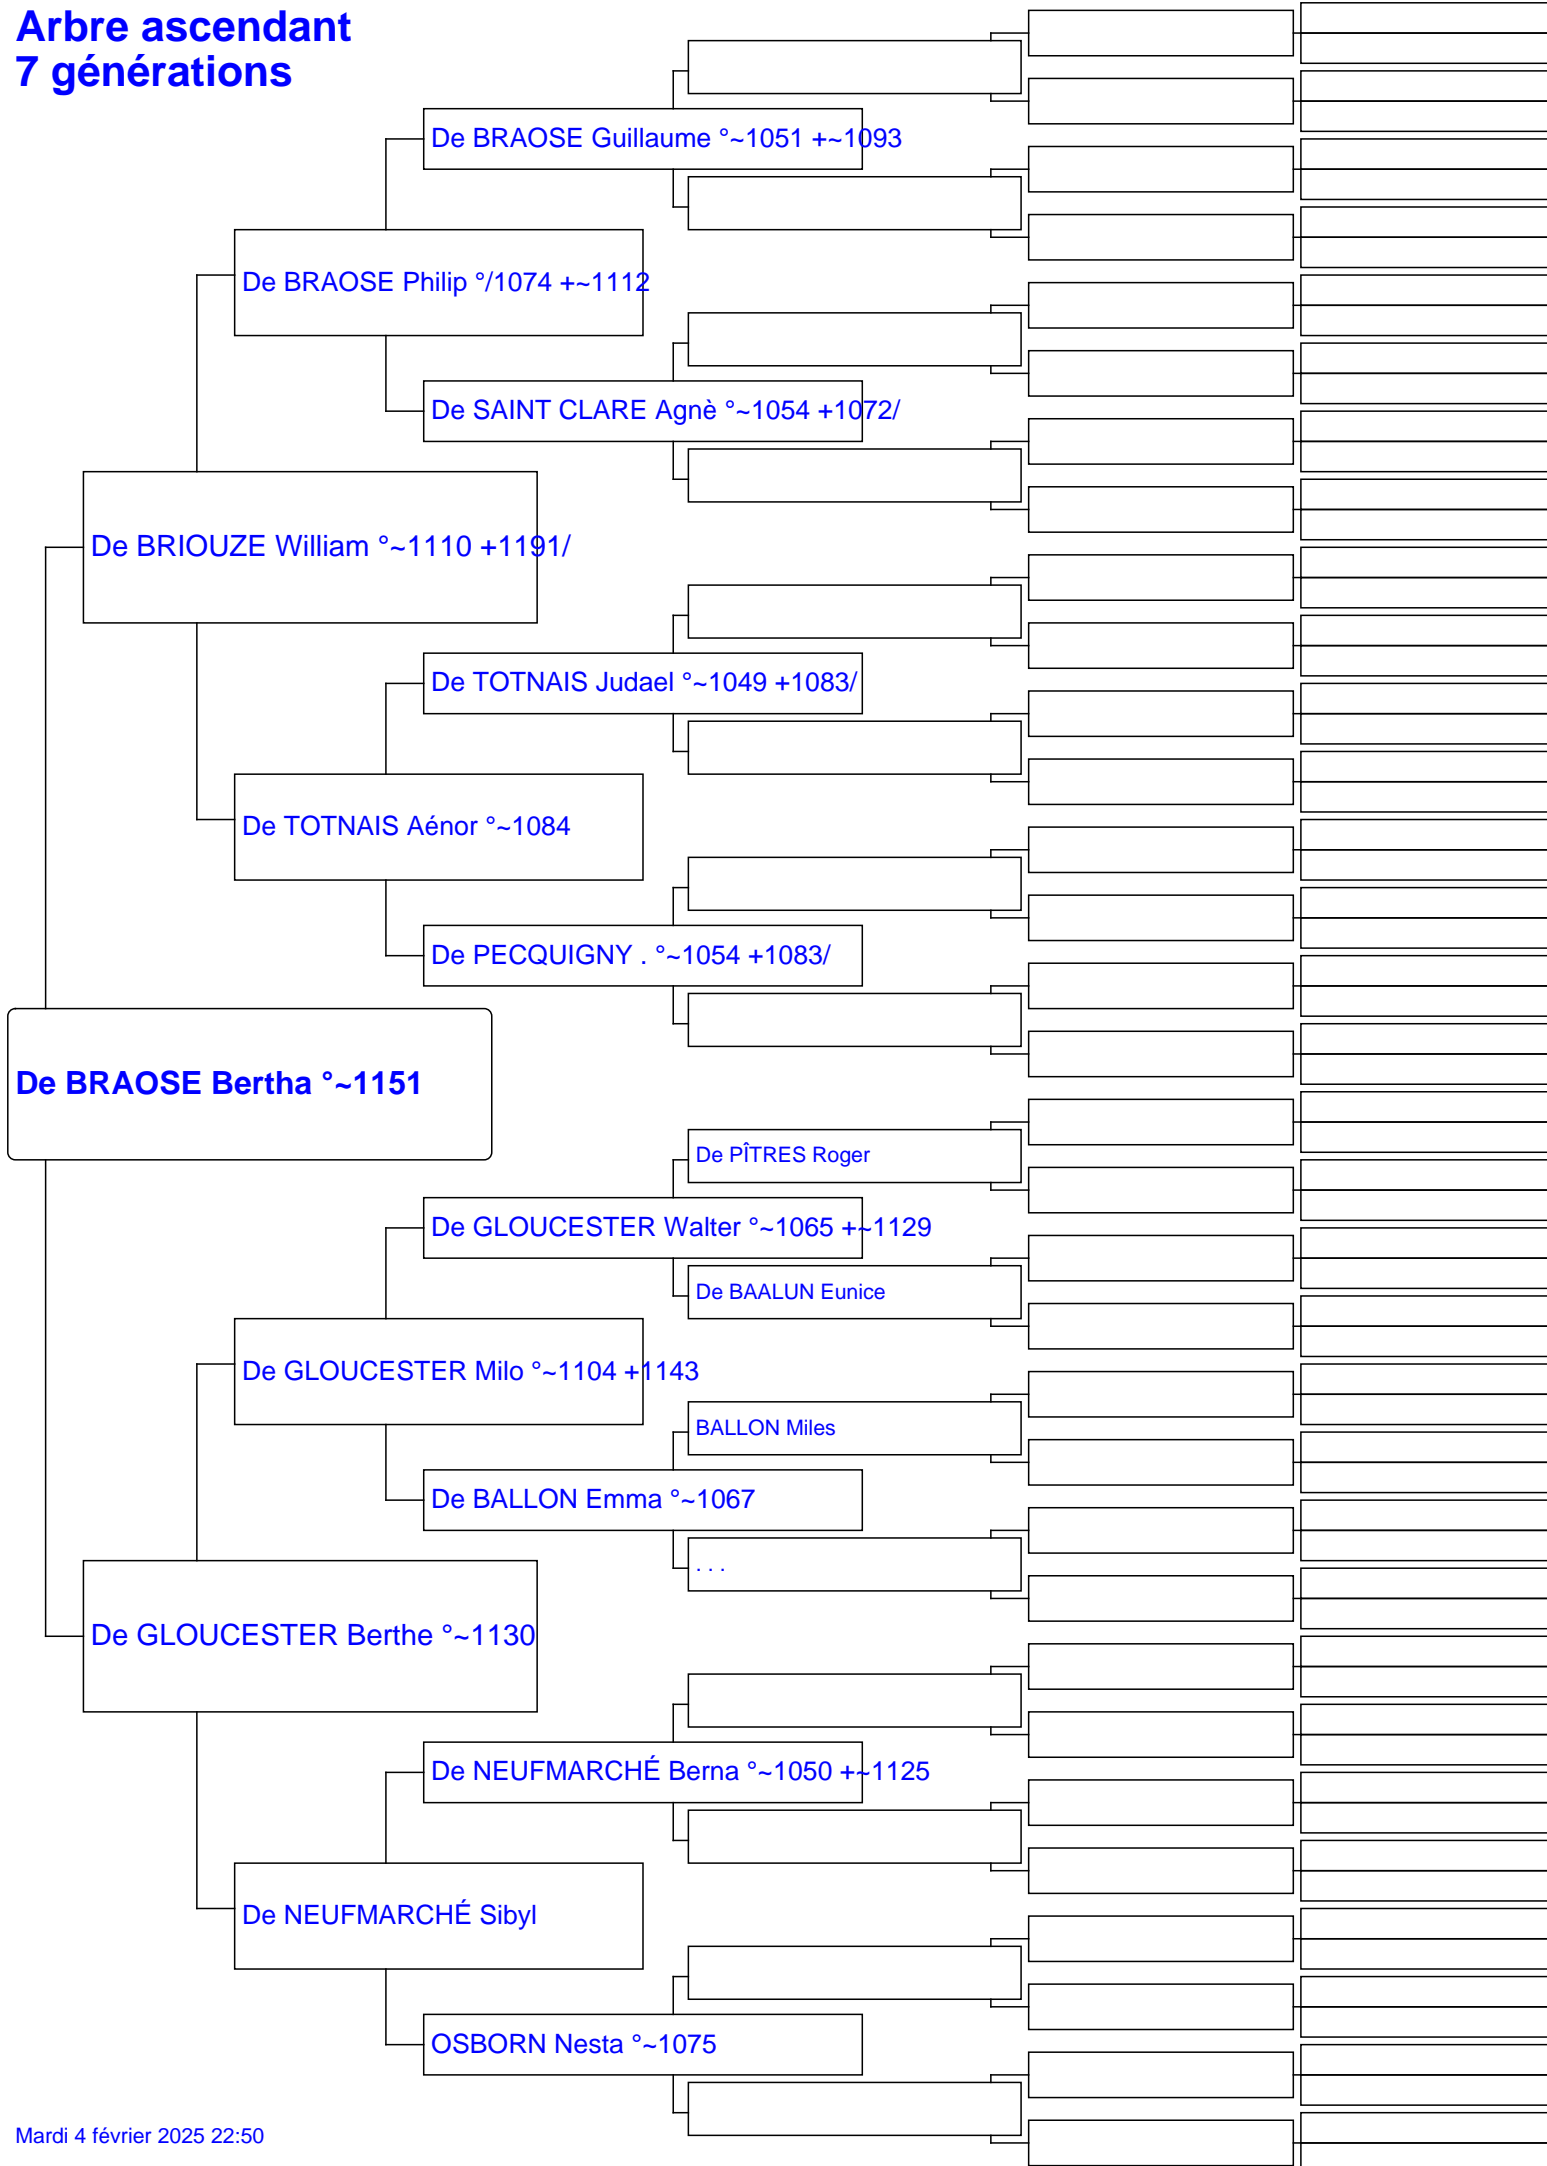 Arbre ascendant
7 générations
De BRAOSE Guillaume °~1051 +~1093
De BRAOSE Philip °/1074 +~1112
De SAINT CLARE Agnè °~1054 +1072/
De BRIOUZE William °~1110 +1191/
De TOTNAIS Judael °~1049 +1083/
De TOTNAIS Aénor °~1084
De PECQUIGNY . °~1054 +1083/
De BRAOSE Bertha °~1151
De PÎTRES Roger
De GLOUCESTER Walter °~1065 +~1129
De BAALUN Eunice
De GLOUCESTER Milo °~1104 +1143
BALLON Miles
De BALLON Emma °~1067
. . .
De GLOUCESTER Berthe °~1130
De NEUFMARCHÉ Berna °~1050 +~1125
De NEUFMARCHÉ Sibyl
OSBORN Nesta °~1075
Mardi 4 février 2025 22:50